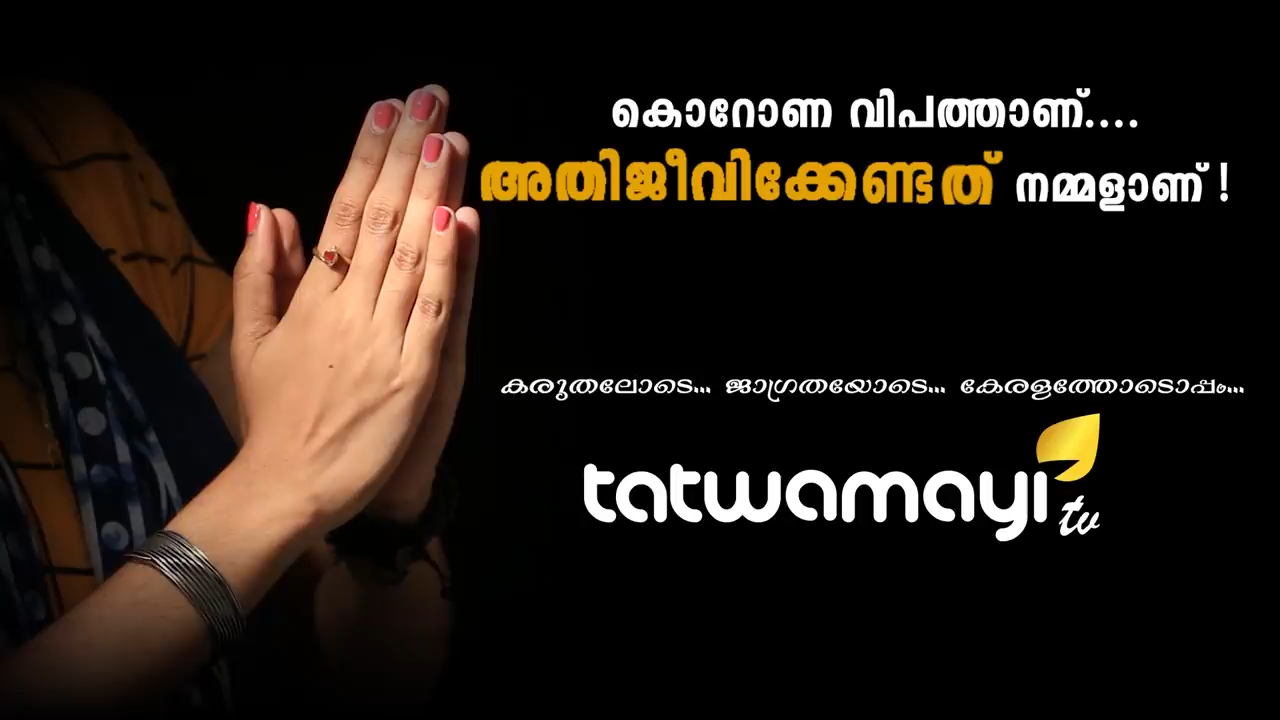 കൊറോണ വിപത്താണ്....
അതിജീവിക്കേണ്ടത് നമ്മളാണ് !
കരുതലോടെ... ജാഗ്രതയോടെ... കേരളത്തോടൊപ്പം...
tatwamayi
tv